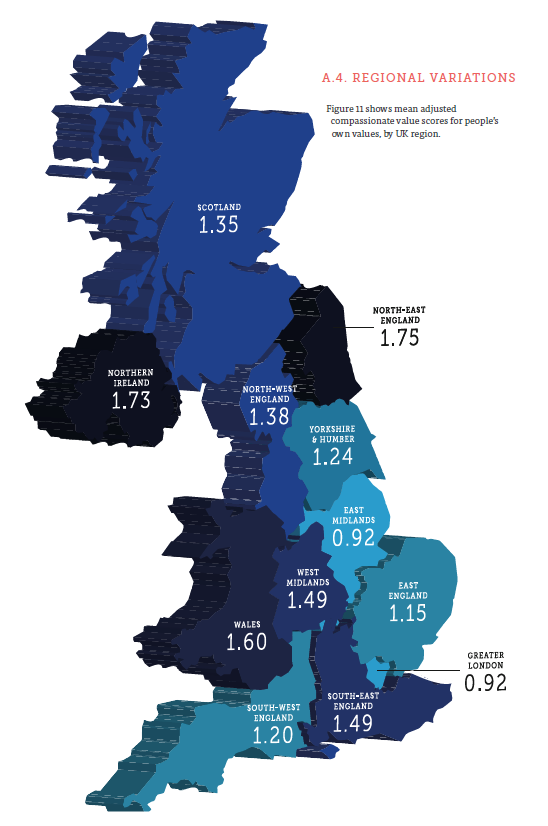 A.4. REGIONAL VARIATIONS
Figure 11 shows mean adjusted
compassionate value scores for people's
own values, by UK region.
SCOTLAND
1.35
NORTH-EAST
ENGLAND
1.75
NORTHERN
IRELAND
1.73
NORTH-WEST
ENGLAND
1.38
YORKSHIRE
& HUMBER
1.24
EAST
MIDLANDS
0.92
WEST
MIDLANDS
1.49
EAST
ENGLAND
1.15
WALES
1.60
GREATER
LONDON
0.92
SOUTH-EAST
ENGLAND
1.49
SOUTH-WEST
ENGLAND
1.20